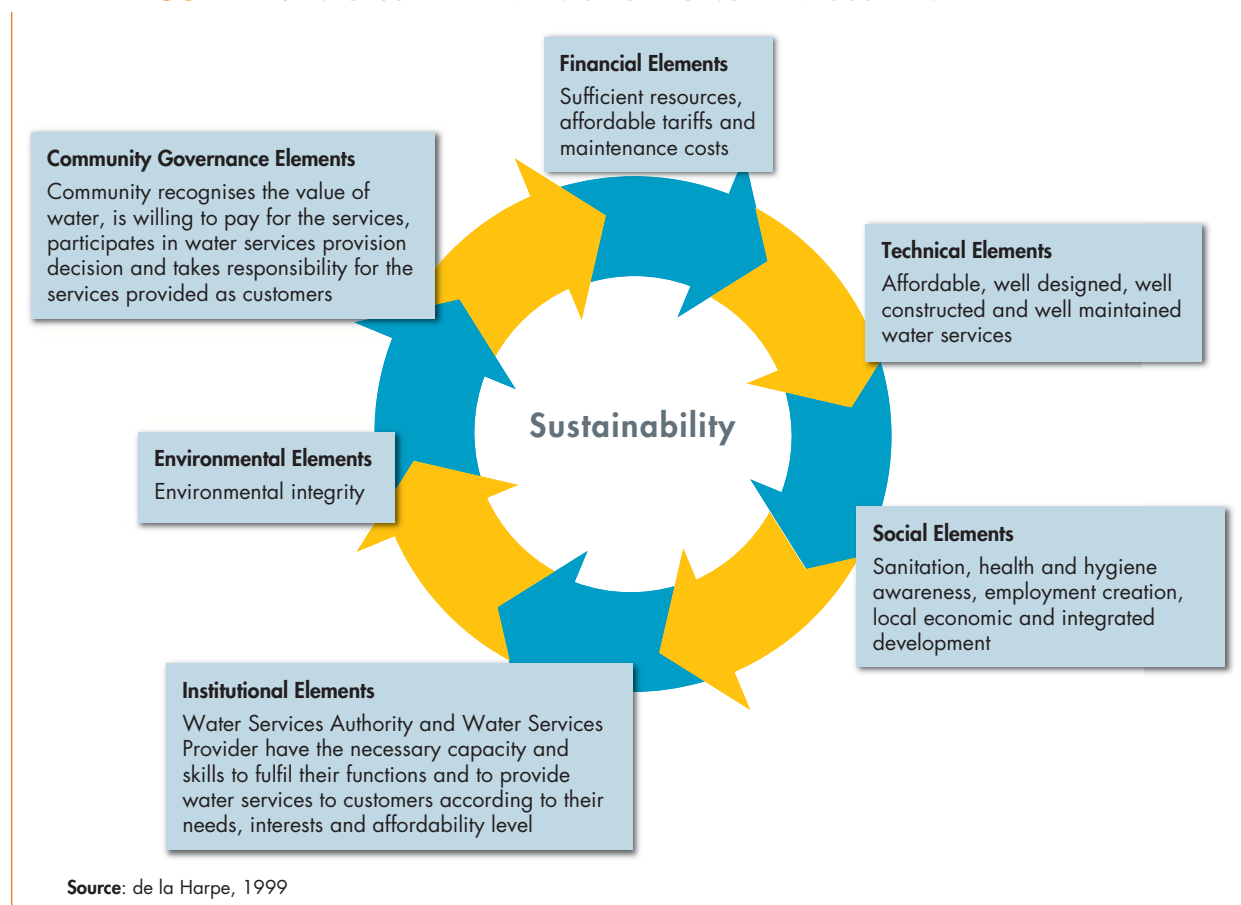 Financial Elements
Sufficient resources,
affordable tariffs and
maintenance costs
Community Governance Elements
Community recognises the value of
water, is willing to pay for the services,
participates in water services provision
decision and takes responsibility for the
services provided as customers
Technical Elements
Affordable, well designed, well
constructed and well maintained
water services
Sustainability
Environmental Elements
Environmental integrity
Social Elements
Sanitation, health and hygiene
awareness, employment creation,
local economic and integrated
development
Institutional Elements
Water Services Authority and Water Services
Provider have the necessary capacity and
skills to fulfil their functions and to provide
water services to customers according to their
needs, interests and affordability level
Source: de la Harpe, 1999